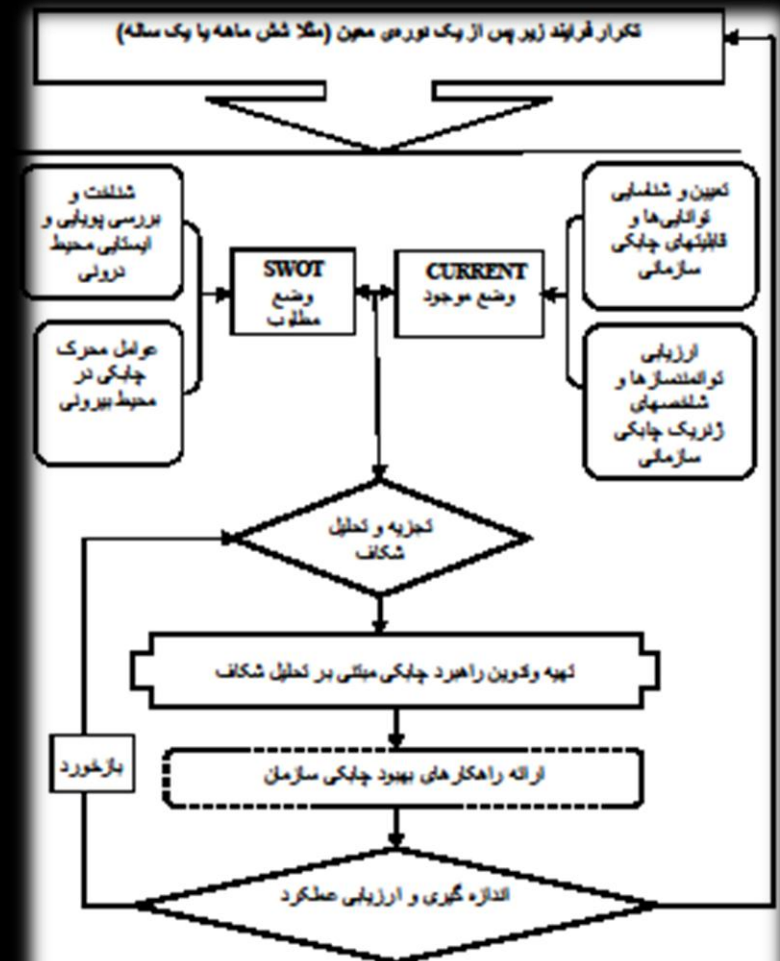 تکرار فرایند زیر پس از یک دوره‌ی معین (مثلا شش ماهه یا یک ساله)
تعیین و شناسایی
توانایی‌ها و
قابلیتهای چابکی
سازمانی
ارزیابی
توانمندسازها و
شاخصهای
ژنریک چابکی
سازمانی
CURRENT
وضع موجود
SWOT
وضع
مطلوب
شناخت و
بررسی پویایی و
ایستایی محیط
درونی
عوامل محرک
چابکی در
محیط بیرونی
تجزیه و تحلیل
شکاف
تهیه وتدوین راهبرد چابکی مبتنی بر تحلیل شکاف
ارائه راهکارهای بهبود چابکی سازمان
بازخورد
اندازه گیری و ارزیابی عملکرد